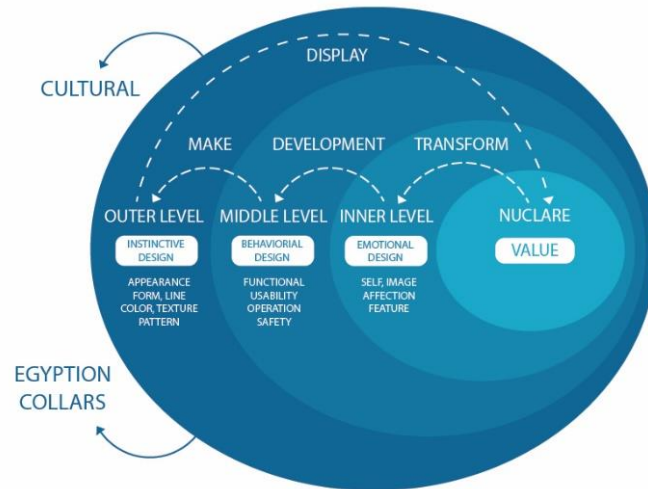 DISPLAY
CULTURAL
MAKE
DEVELOPMENT
TRANSFORM
OUTER LEVEL
INSTINCTIVE
DESIGN
APPEARANCE
FORM, LINE
COLOR, TEXTURE
PATTERN
MIDDLE LEVEL
BEHAVIORIAL
DESIGN
FUNCTIONAL
USABILITY
OPERATION
SAFETY
INNER LEVEL
EMOTIONAL
DESIGN
SELF, IMAGE
AFFECTION
FEATURE
NUCLARE
VALUE
EGYPTION
COLLARS